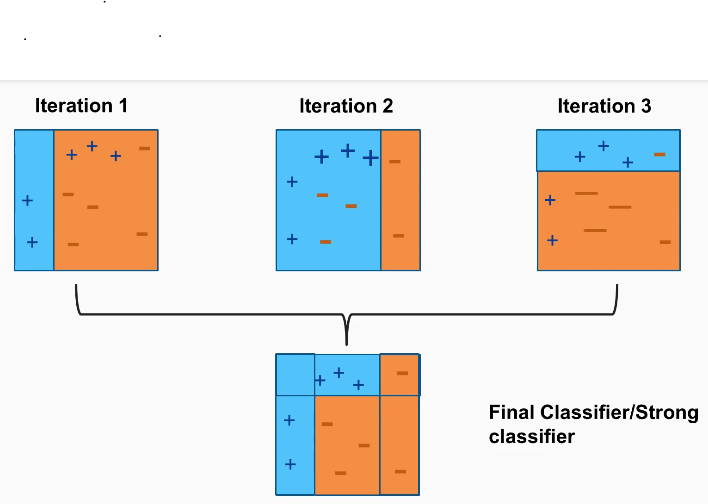 Iteration 1
Iteration 2
Iteration 3
Final Classifier/Strong
classifier